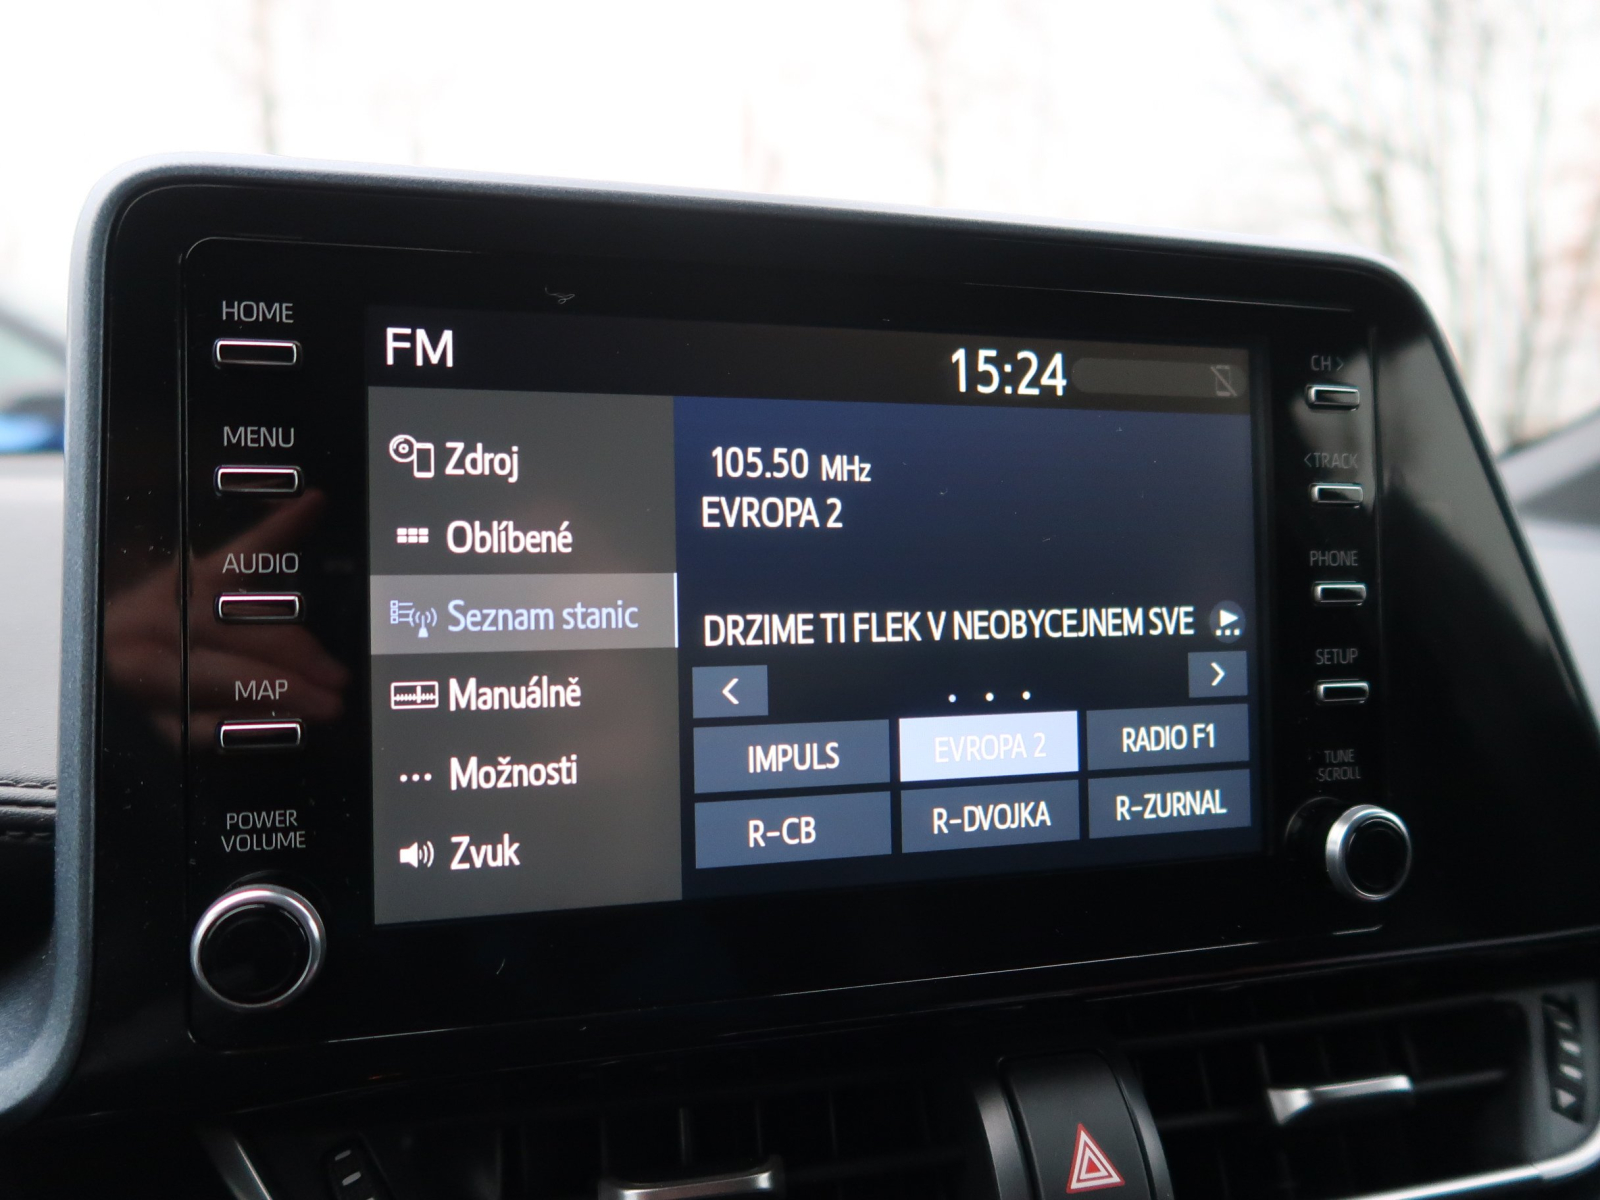 HOME
MENU
AUDIO
MAP
POWER
VOLUME
FM
15:24
Zdroj
Oblíbené
Seznam stanic
Manuálně
Možnosti
Zvuk
105.50 MHz
EVROPA 2
DRZIME TI FLEK V NEOBYCEJNEM SVE
<
>
IMPULS
EVROPA 2
RADIO F1
R-CB
R-DVOJKA
R-ZURNAL
CH >
<TRACK
PHONE
SETUP
TUNE
SCROLL